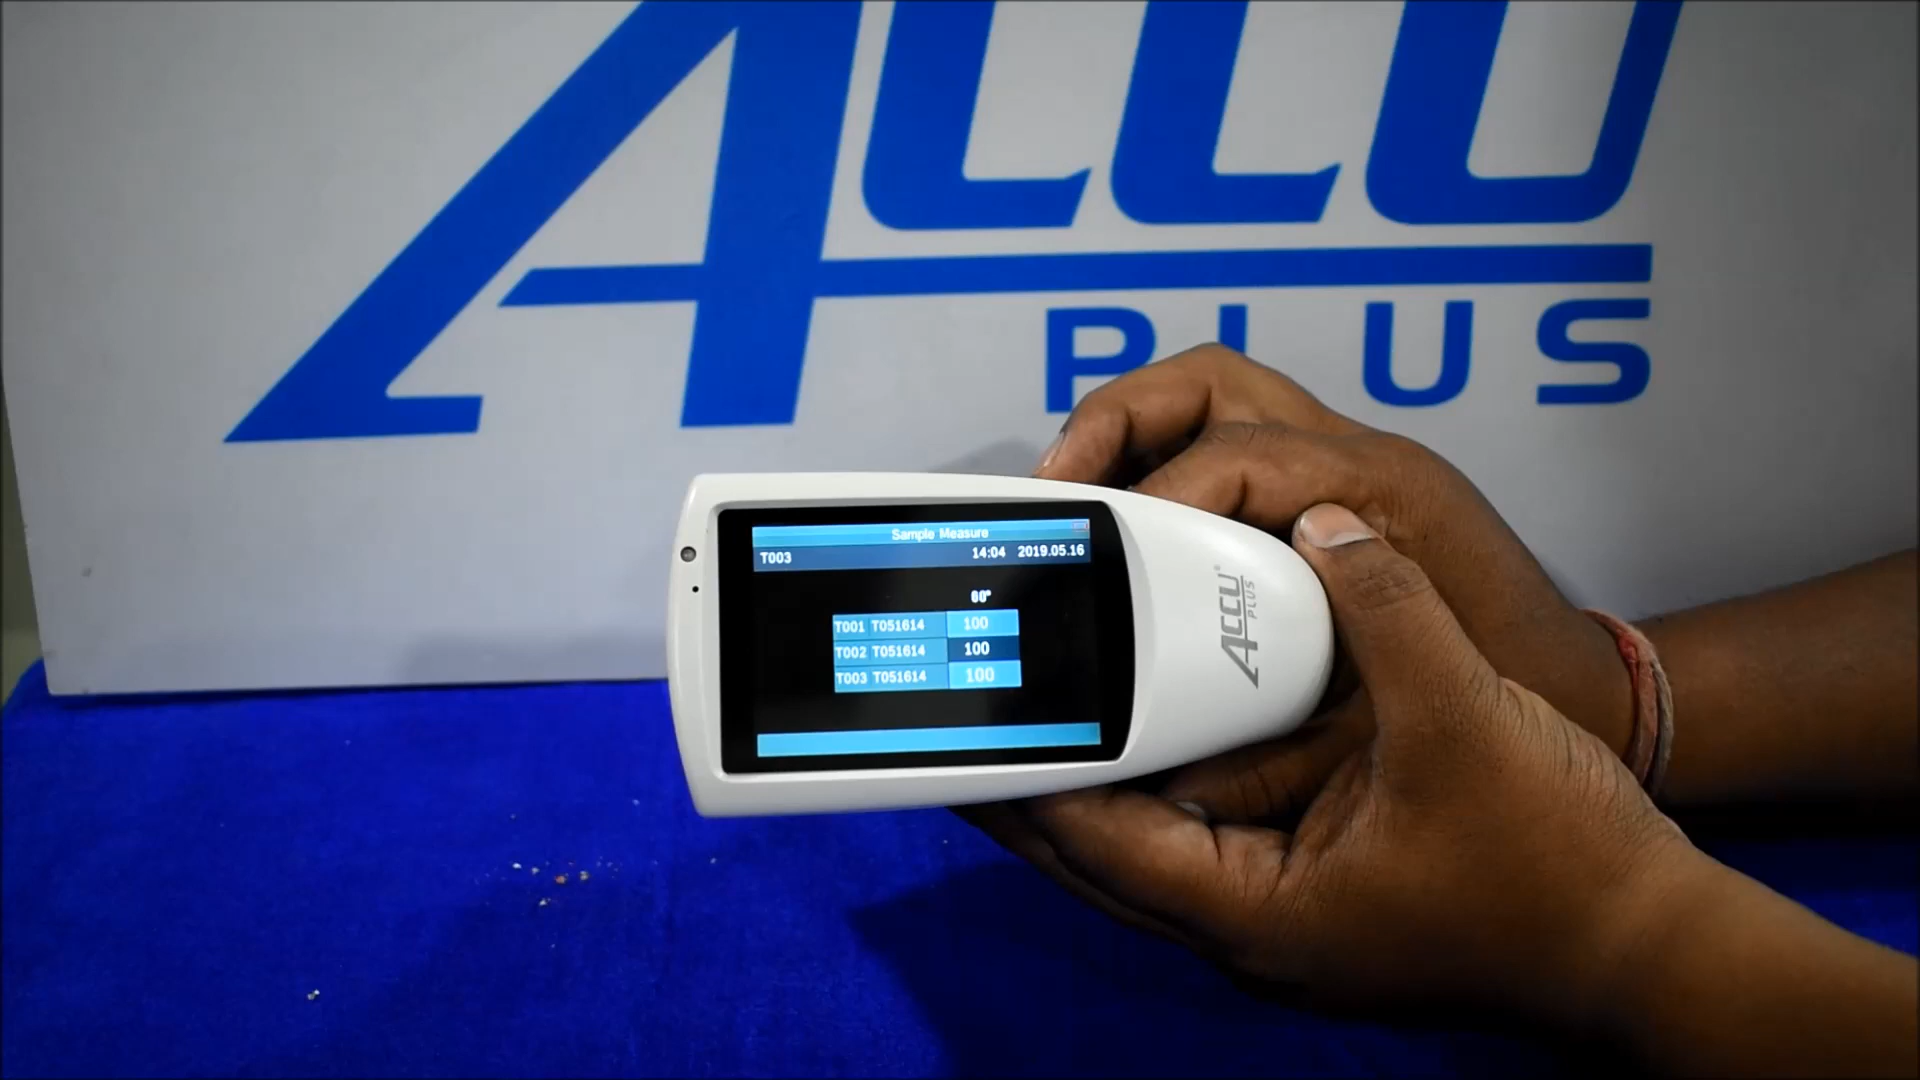 ACCU
PLUS
Sample Measure
T003 14:04 2019.05.16
60°
T001 T051614 100
T002 T051614 100
T003 T051614 100
ACCU®
PLUS